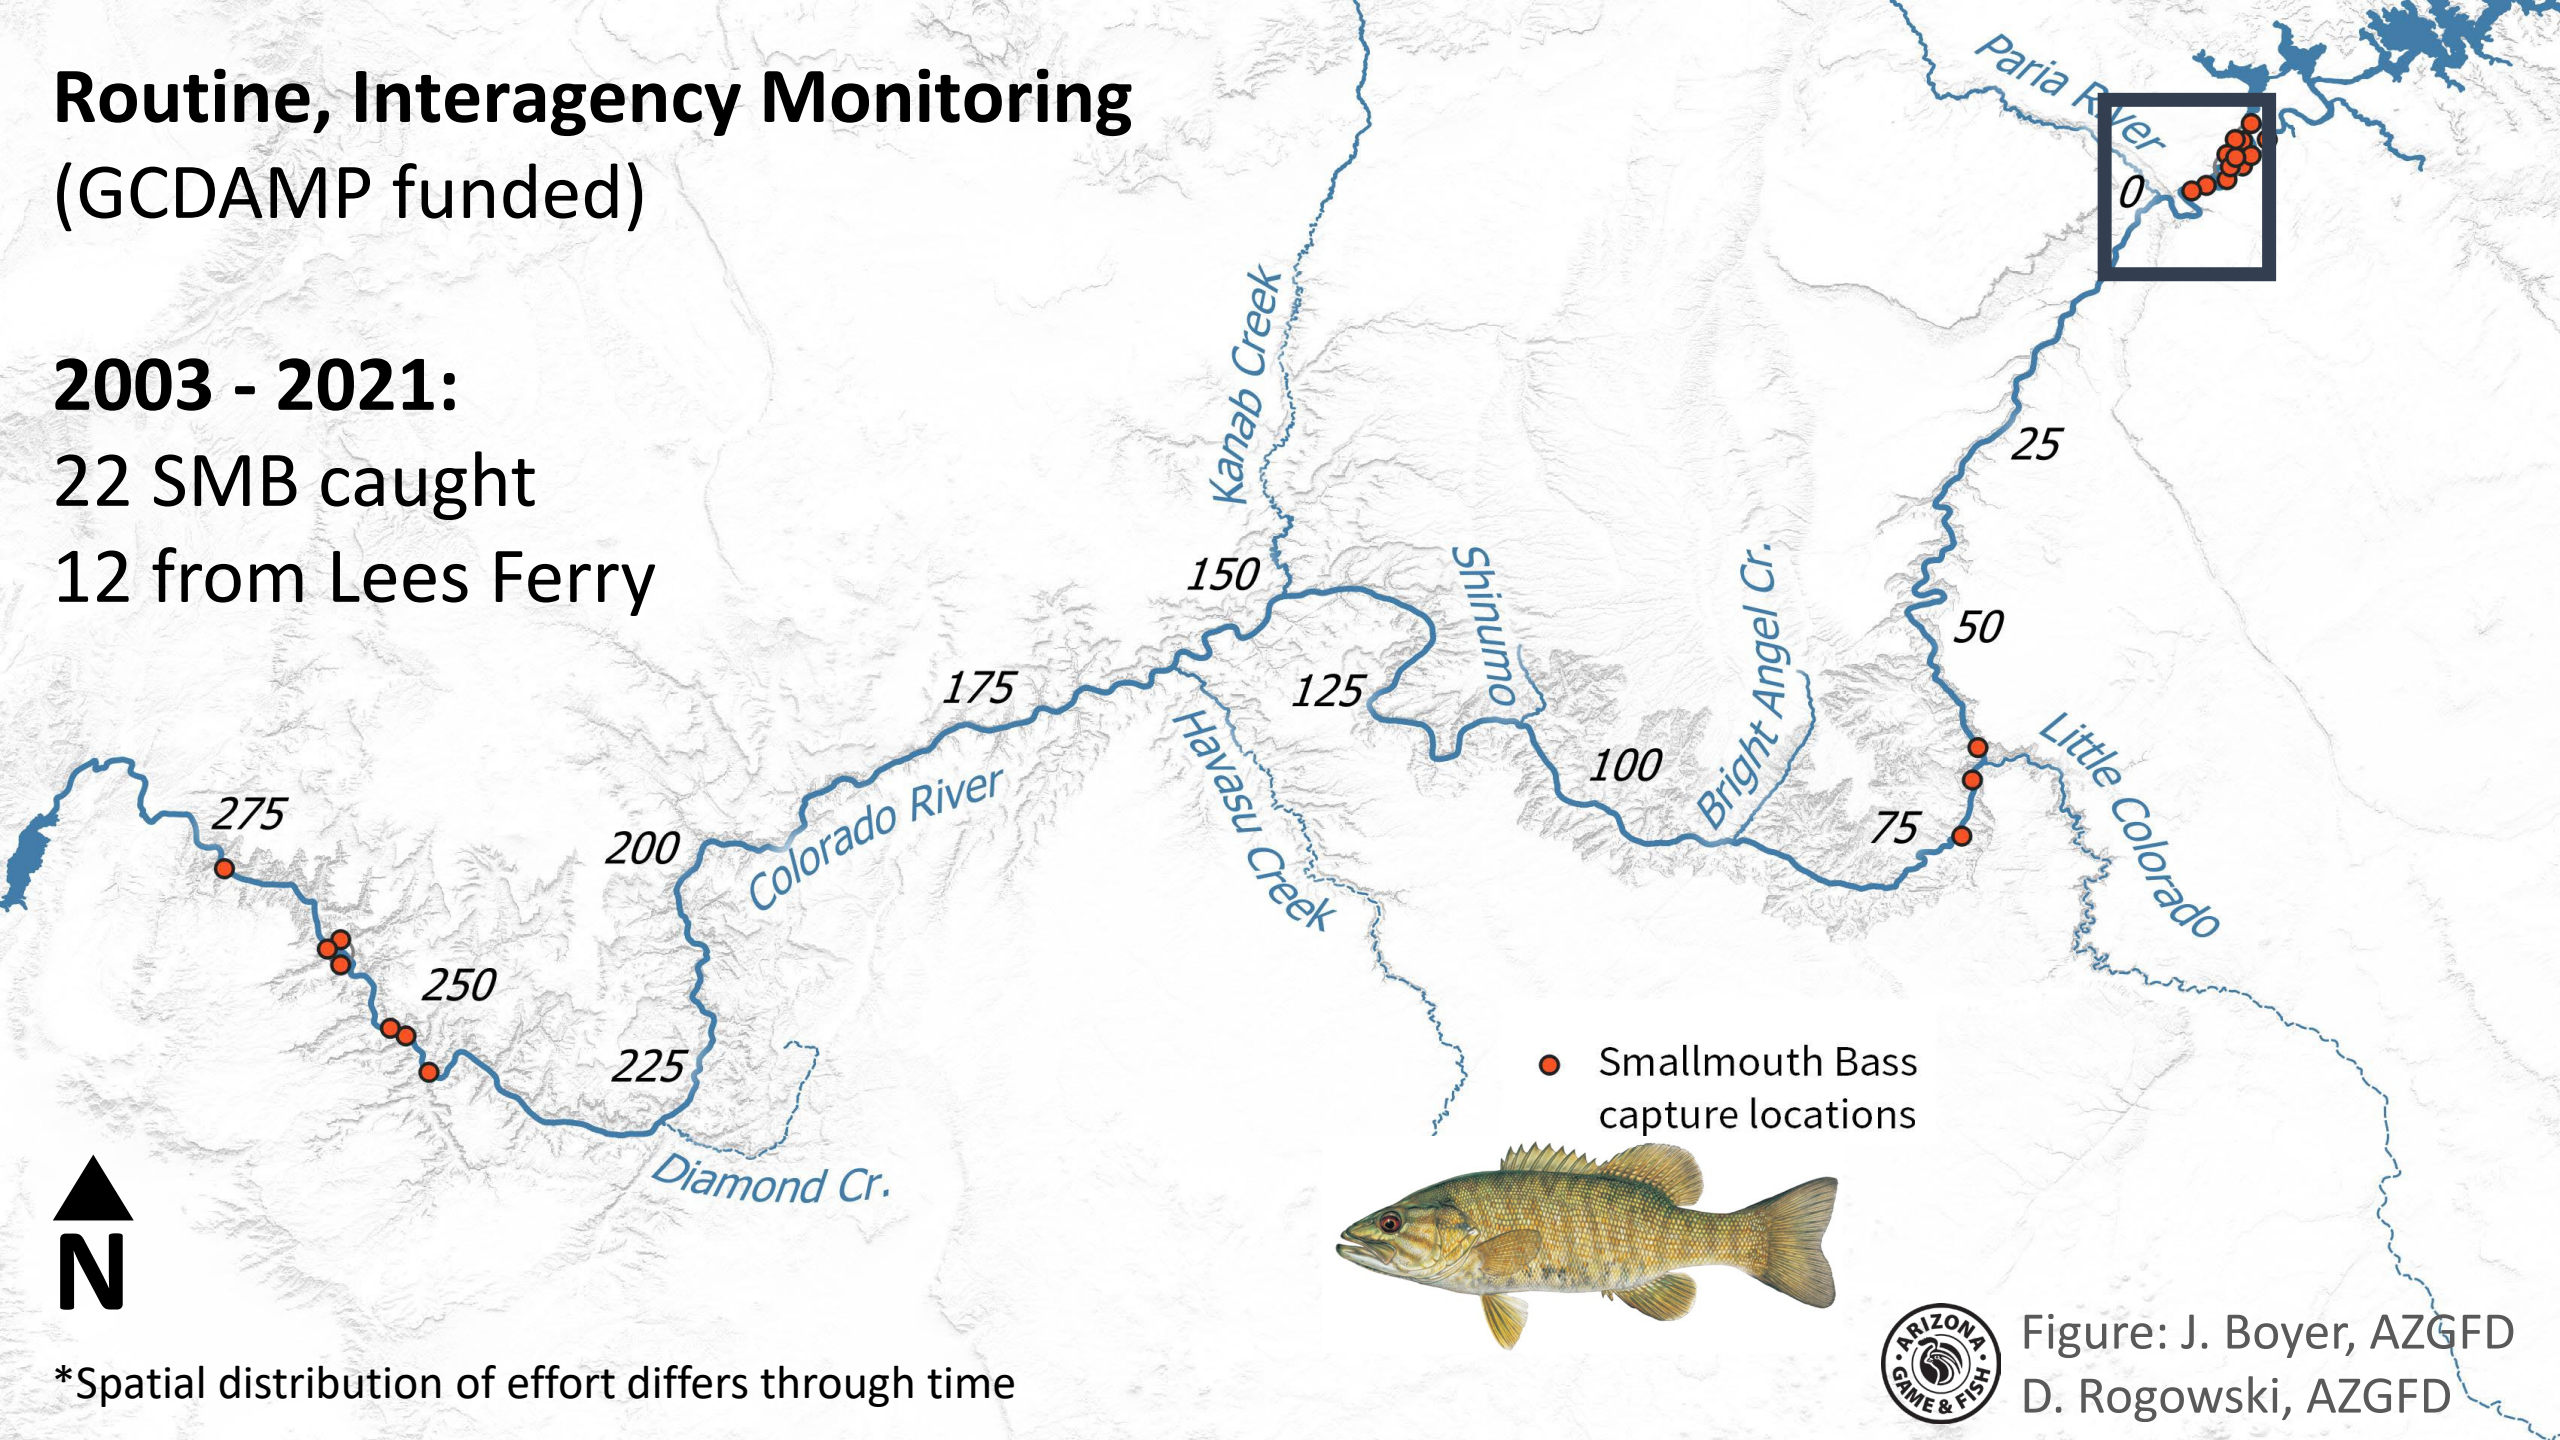 Routine, Interagency Monitoring
(GCDAMP funded)
2003 - 2021:
22 SMB caught
12 from Lees Ferry
Paria River
0
25
Kanab Creek
150
Shinumo
Bright Angel Cr.
50
175
125
Havasu Creek
100
Little Colorado
75
275
200
Colorado River
250
225
Diamond Cr.
Smallmouth Bass
capture locations
N
*Spatial distribution of effort differs through time
ARIZONA
GAME & FISH
Figure: J. Boyer, AZGFD
D. Rogowski, AZGFD